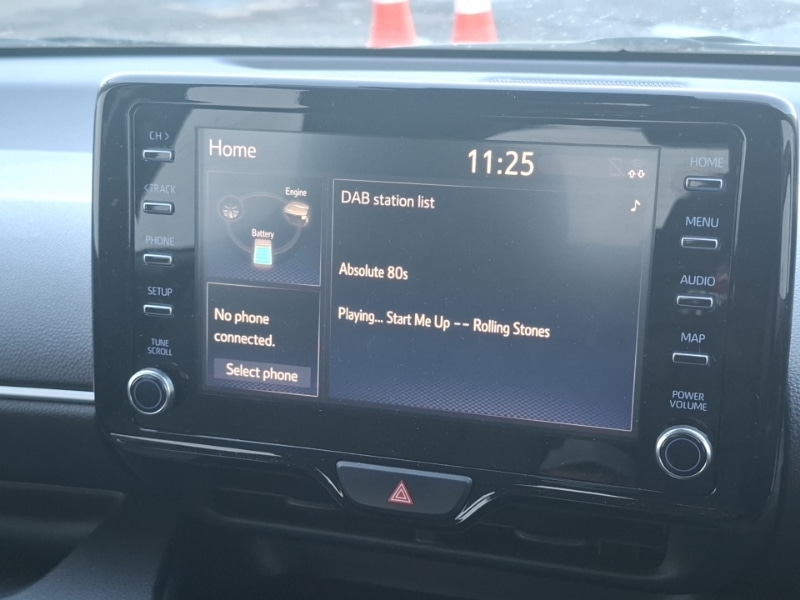 CH >
< TRACK
PHONE
SETUP
TUNE
SCROLL
Home
11:25
Engine
Battery
No phone
connected.
Select phone
DAB station list
Absolute 80s
Playing... Start Me Up -- Rolling Stones
HOME
MENU
AUDIO
MAP
POWER
VOLUME